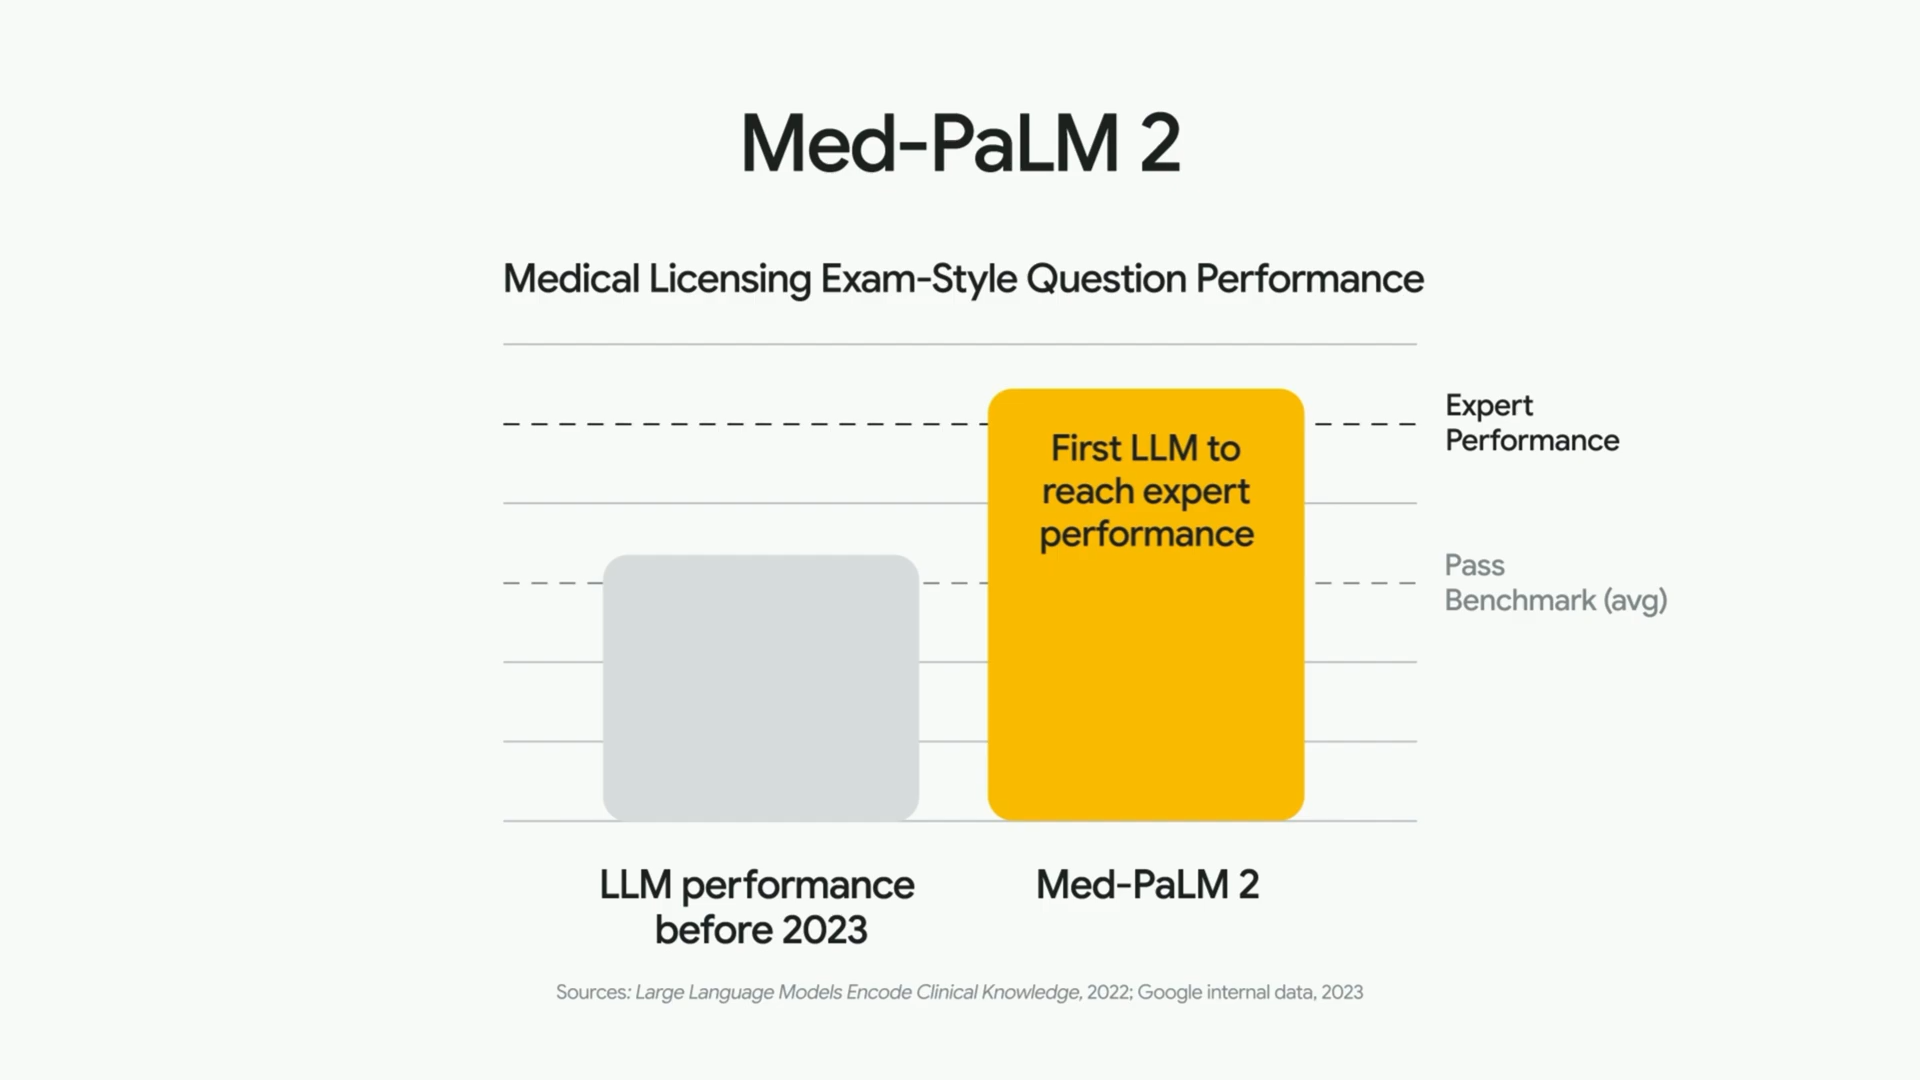 Med-PaLM 2
Medical Licensing Exam-Style Question Performance
Expert
Performance
First LLM to
reach expert
performance
Pass
Benchmark (avg)
LLM performance
before 2023
Med-PaLM 2
Sources: Large Language Models Encode Clinical Knowledge, 2022; Google internal data, 2023